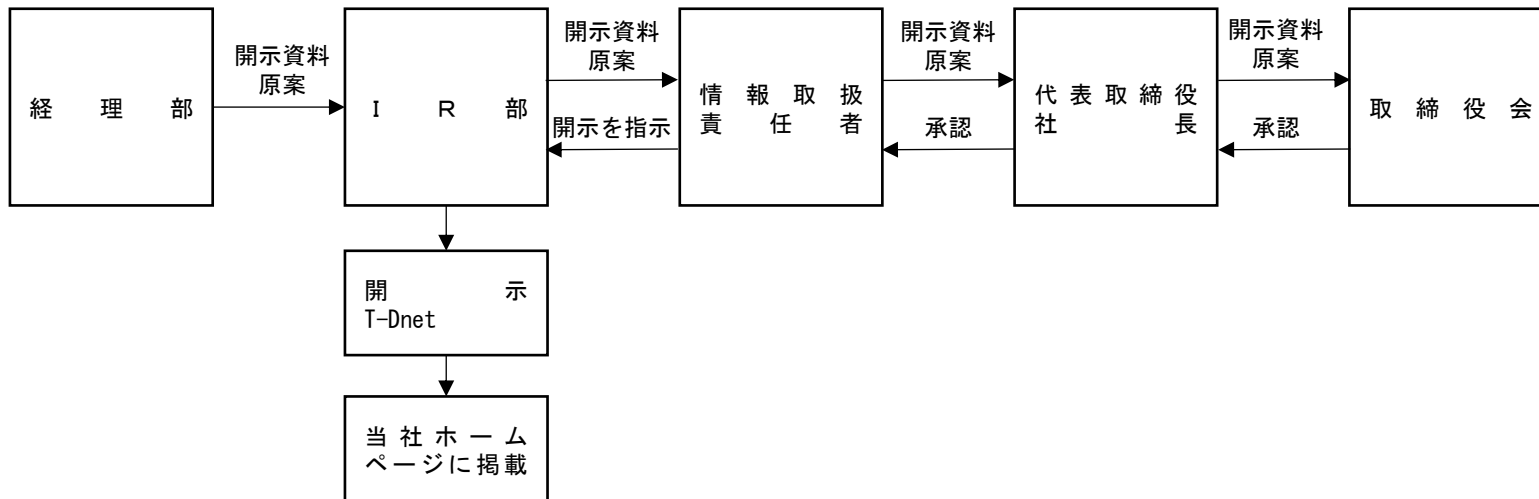 経理部
開示資料
原案
ＩＲ部
開示資料
原案
開示を指示
情報取扱
責任者
開示資料
原案
承認
代表取締役
社長
開示資料
原案
承認
取締役会
開示
T-Dnet
当社ホーム
ページに掲載